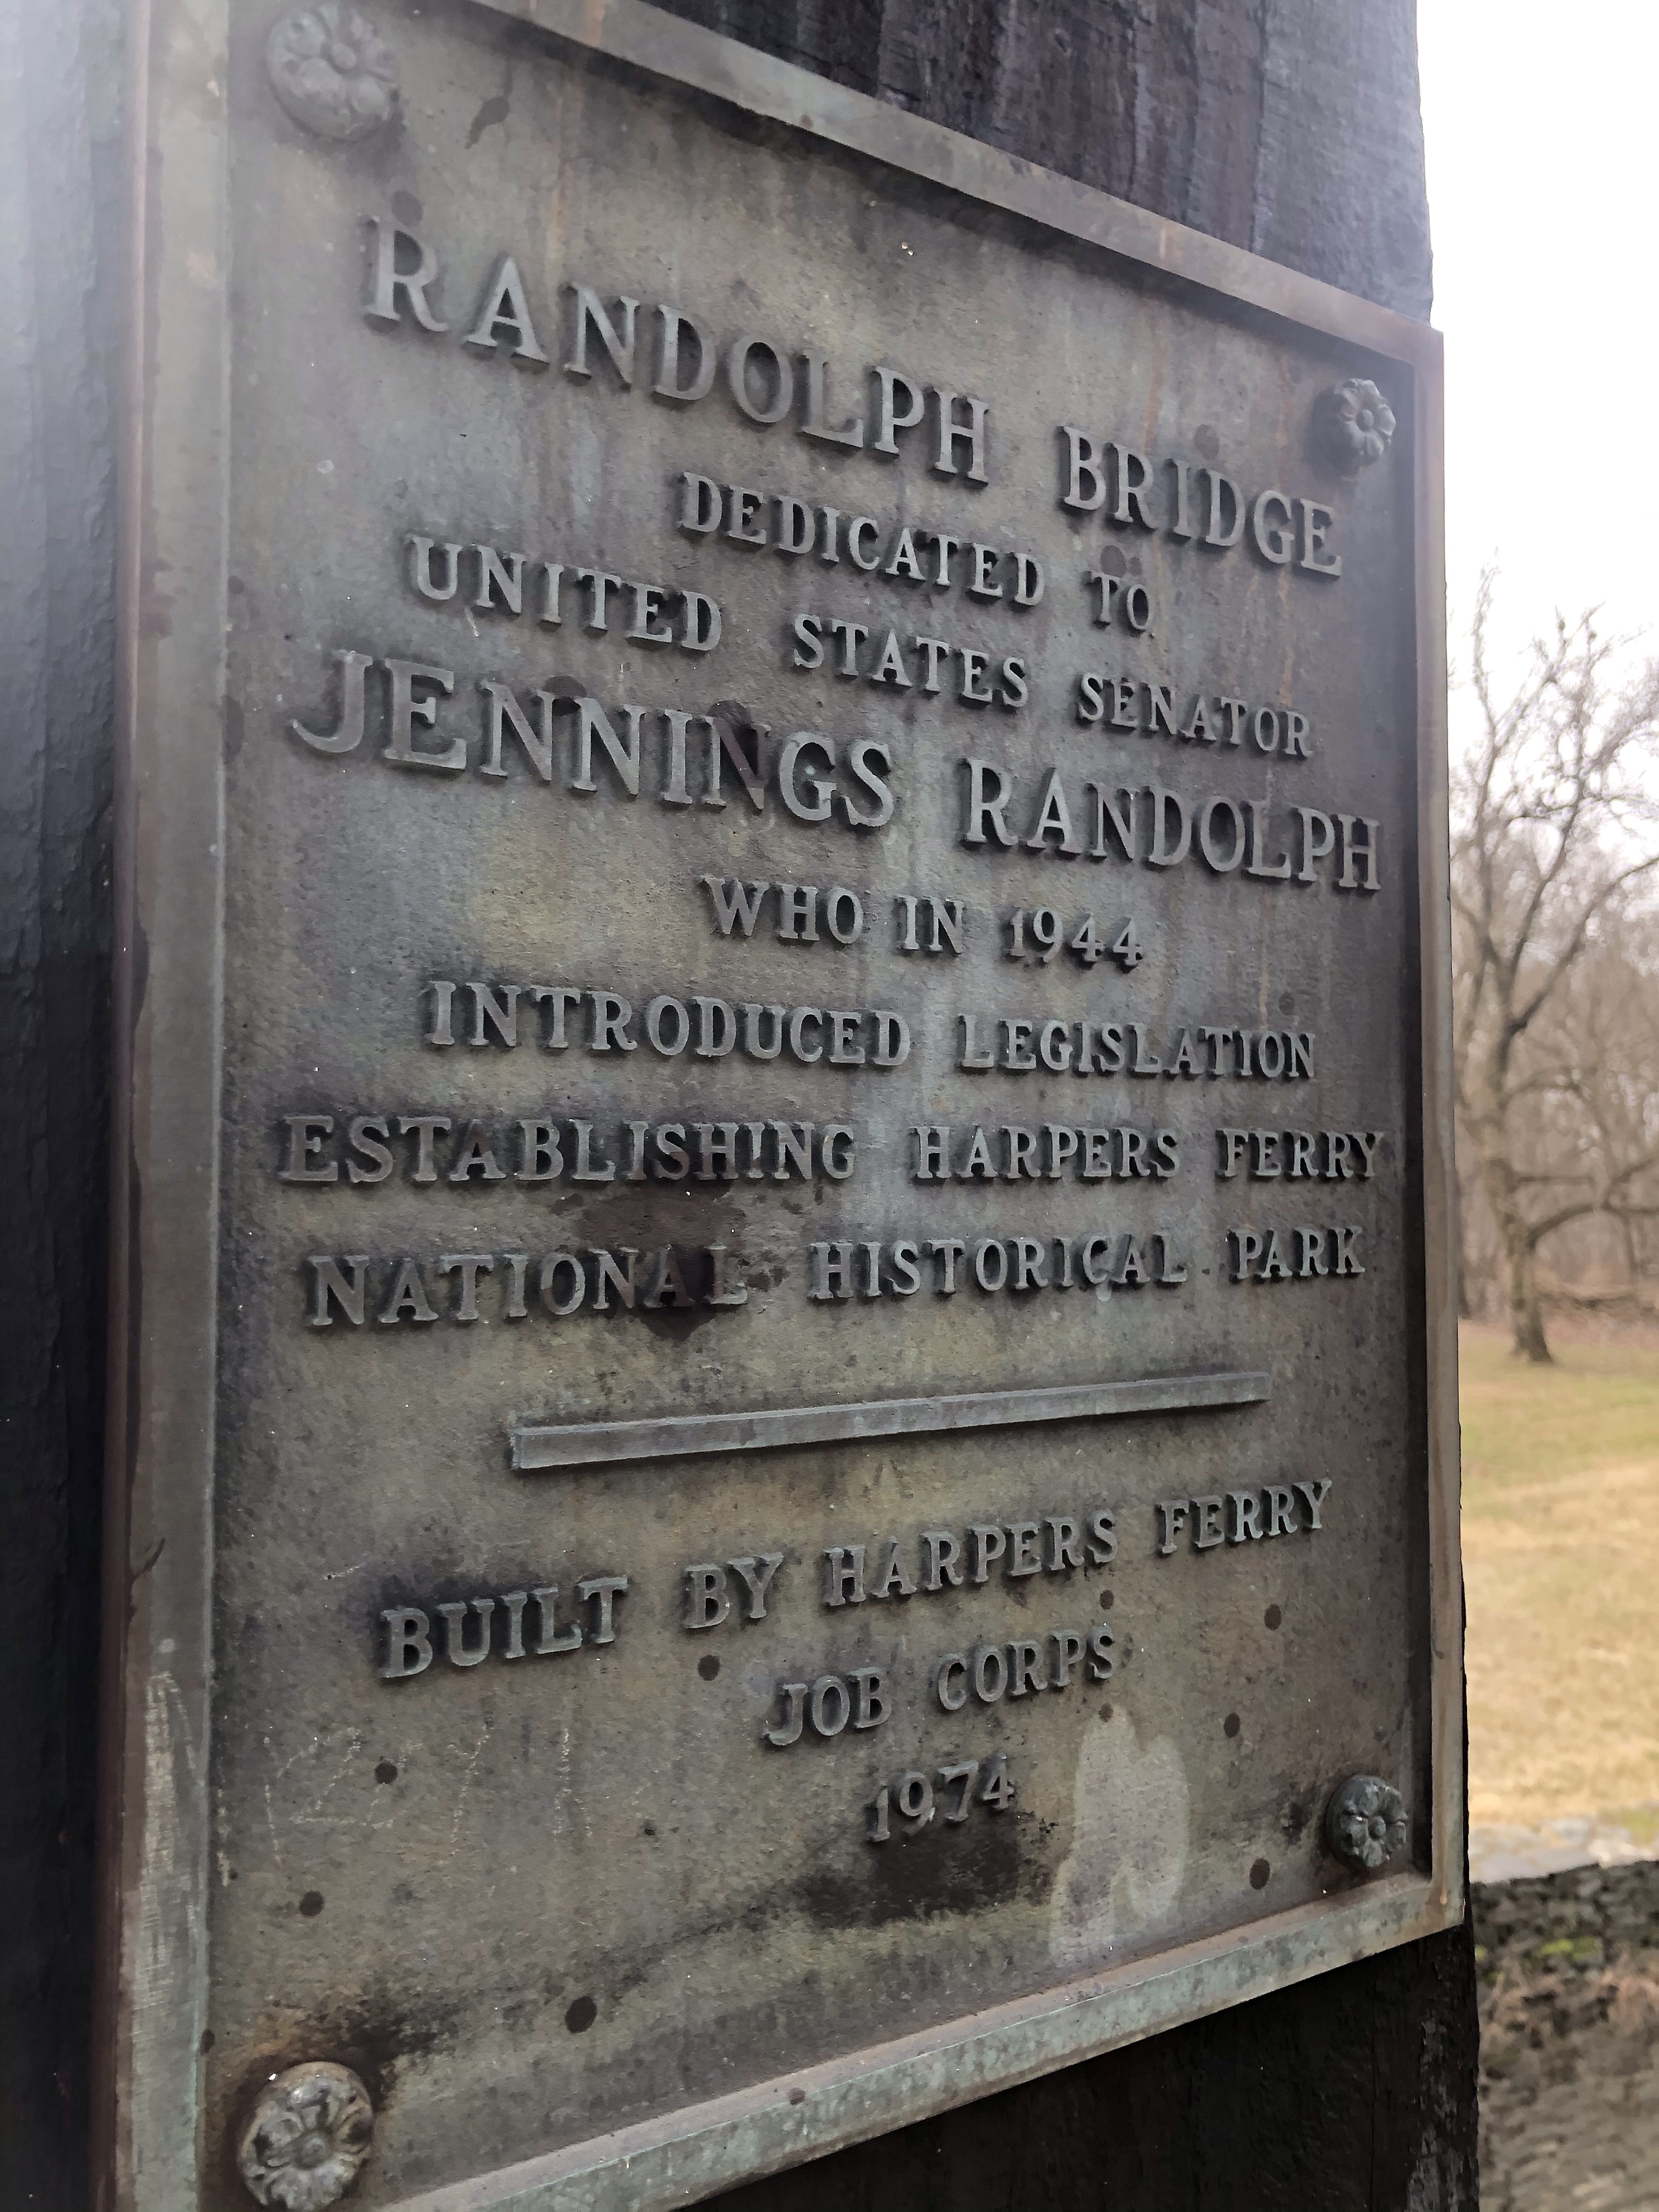 RANDOLPH BRIDGE
DEDICATED TO
UNITED STATES SENATOR
JENNINGS RANDOLPH
WHO IN 1944
INTRODUCED LEGISLATION
ESTABLISHING HARPERS FERRY
NATIONAL HISTORICAL PARK
BUILT BY HARPERS FERRY
JOB CORPS
1974